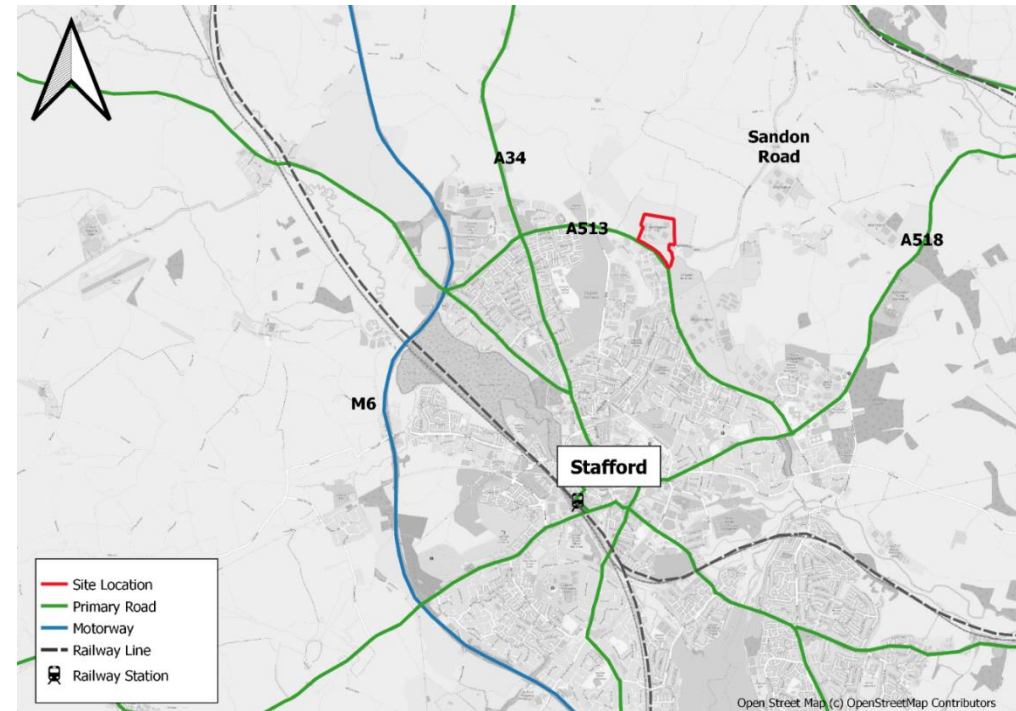 Sandon
Road
A34
A513
A518
M6
Stafford
Site Location
Primary Road
Motorway
Railway Line
Railway Station
Open Street Map (c) OpenStreetMap Contributors